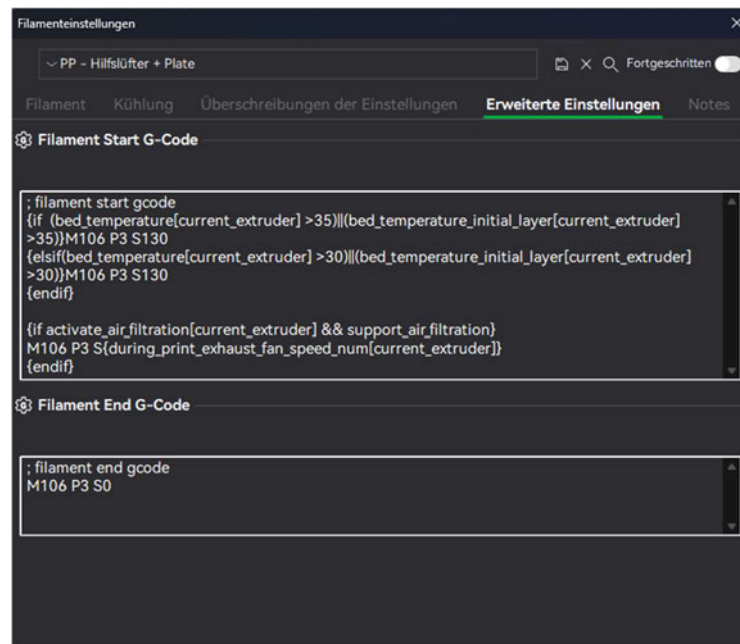 Filamenteinstellungen
PP - Hilfslüfter + Plate
Fortgeschritten
Filament Kühlung Überschreibungen der Einstellungen Erweiterte Einstellungen Notes
Filament Start G-Code
; filament start gcode
{if (bed_temperature[current_extruder] >35)||(bed_temperature_initial_layer[current_extruder]
>35)}M106 P3 S130
{elsif(bed_temperature[current_extruder] >30)||(bed_temperature_initial_layer[current_extruder]
>30)}M106 P3 S130
{endif}
{if activate_air_filtration[current_extruder] && support_air_filtration}
M106 P3 S{during_print_exhaust_fan_speed_num[current_extruder]}
{endif}
Filament End G-Code
; filament end gcode
M106 P3 S0